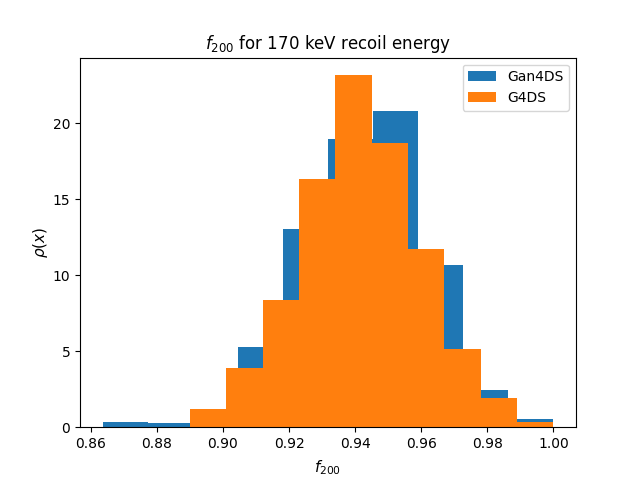 f₂₀₀ for 170 keV recoil energy
Gan4DS
G4DS
ρ(x)
20
15
10
5
0
0.86 0.88 0.90 0.92 0.94 0.96 0.98 1.00
f₂₀₀